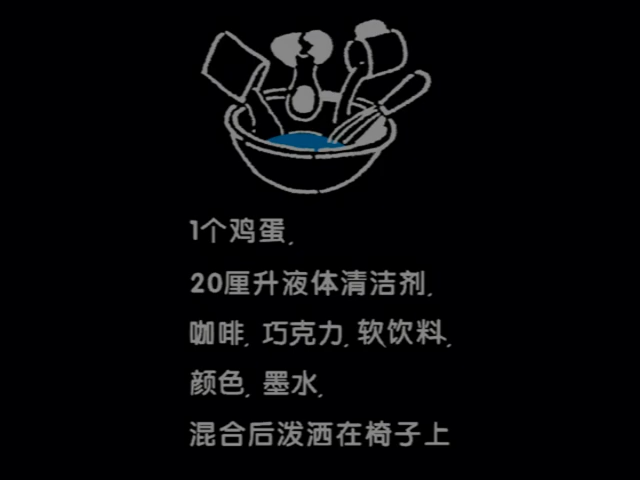 1个鸡蛋,
20厘升液体清洁剂,
咖啡, 巧克力, 软饮料,
颜色, 墨水,
混合后泼洒在椅子上